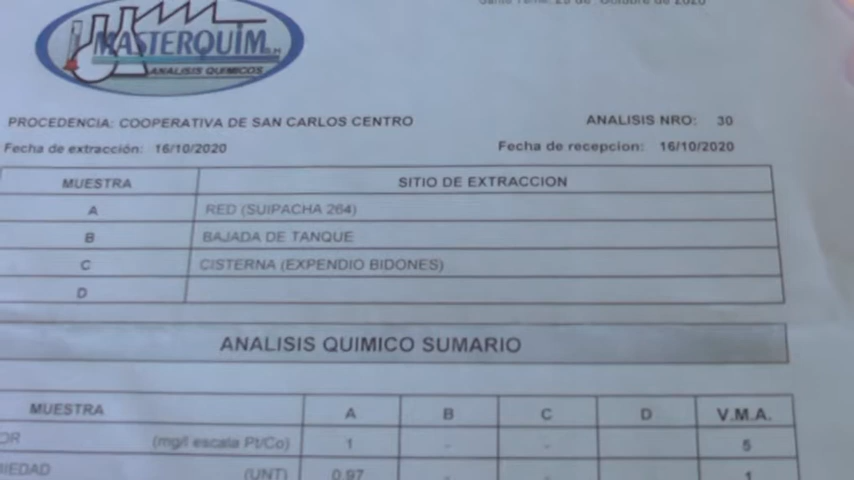 MASTERQUIM
ANALISIS QUIMICOS
PROCEDENCIA: COOPERATIVA DE SAN CARLOS CENTRO
ANALISIS NRO: 30
Fecha de extracción: 16/10/2020
Fecha de recepcion: 16/10/2020
MUESTRA SITIO DE EXTRACCION
A RED (SUIPACHA 264)
B BAJADA DE TANQUE
C CISTERNA (EXPENDIO BIDONES)
D
ANALISIS QUIMICO SUMARIO
MUESTRA A B C D V.M.A.
OR (mg/l escala Pt/Co) 1 - - 5
BIEDAD (UNT) 0.97 1